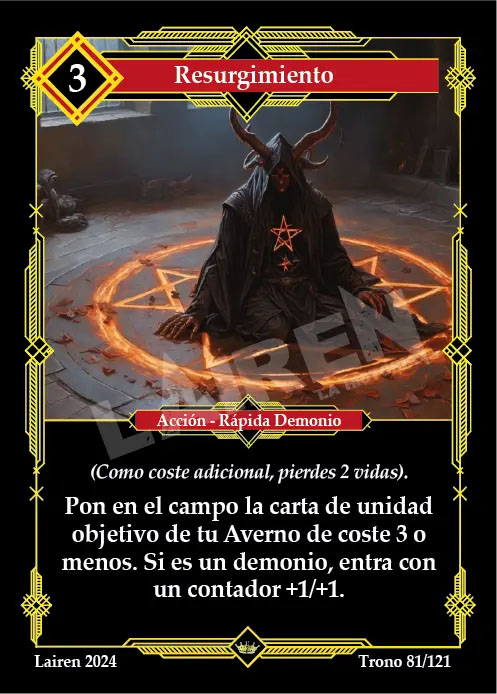 3
Resurgimiento
LAIREN
Acción - Rápida Demonio
(Como coste adicional, pierdes 2 vidas).
Pon en el campo la carta de unidad
objetivo de tu Averno de coste 3 o
menos. Si es un demonio, entra con
un contador +1/+1.
Lairen 2024
Trono 81/121